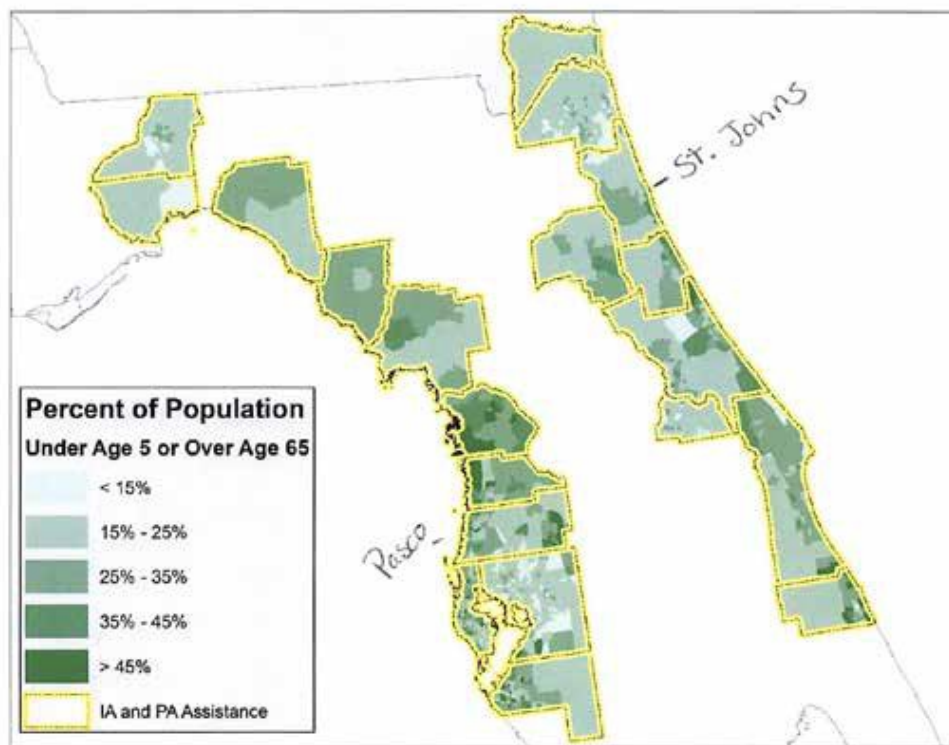 St. Johns
Percent of Population
Under Age 5 or Over Age 65
< 15%
15% - 25%
25% - 35%
35% - 45%
> 45%
IA and PA Assistance
Pasco